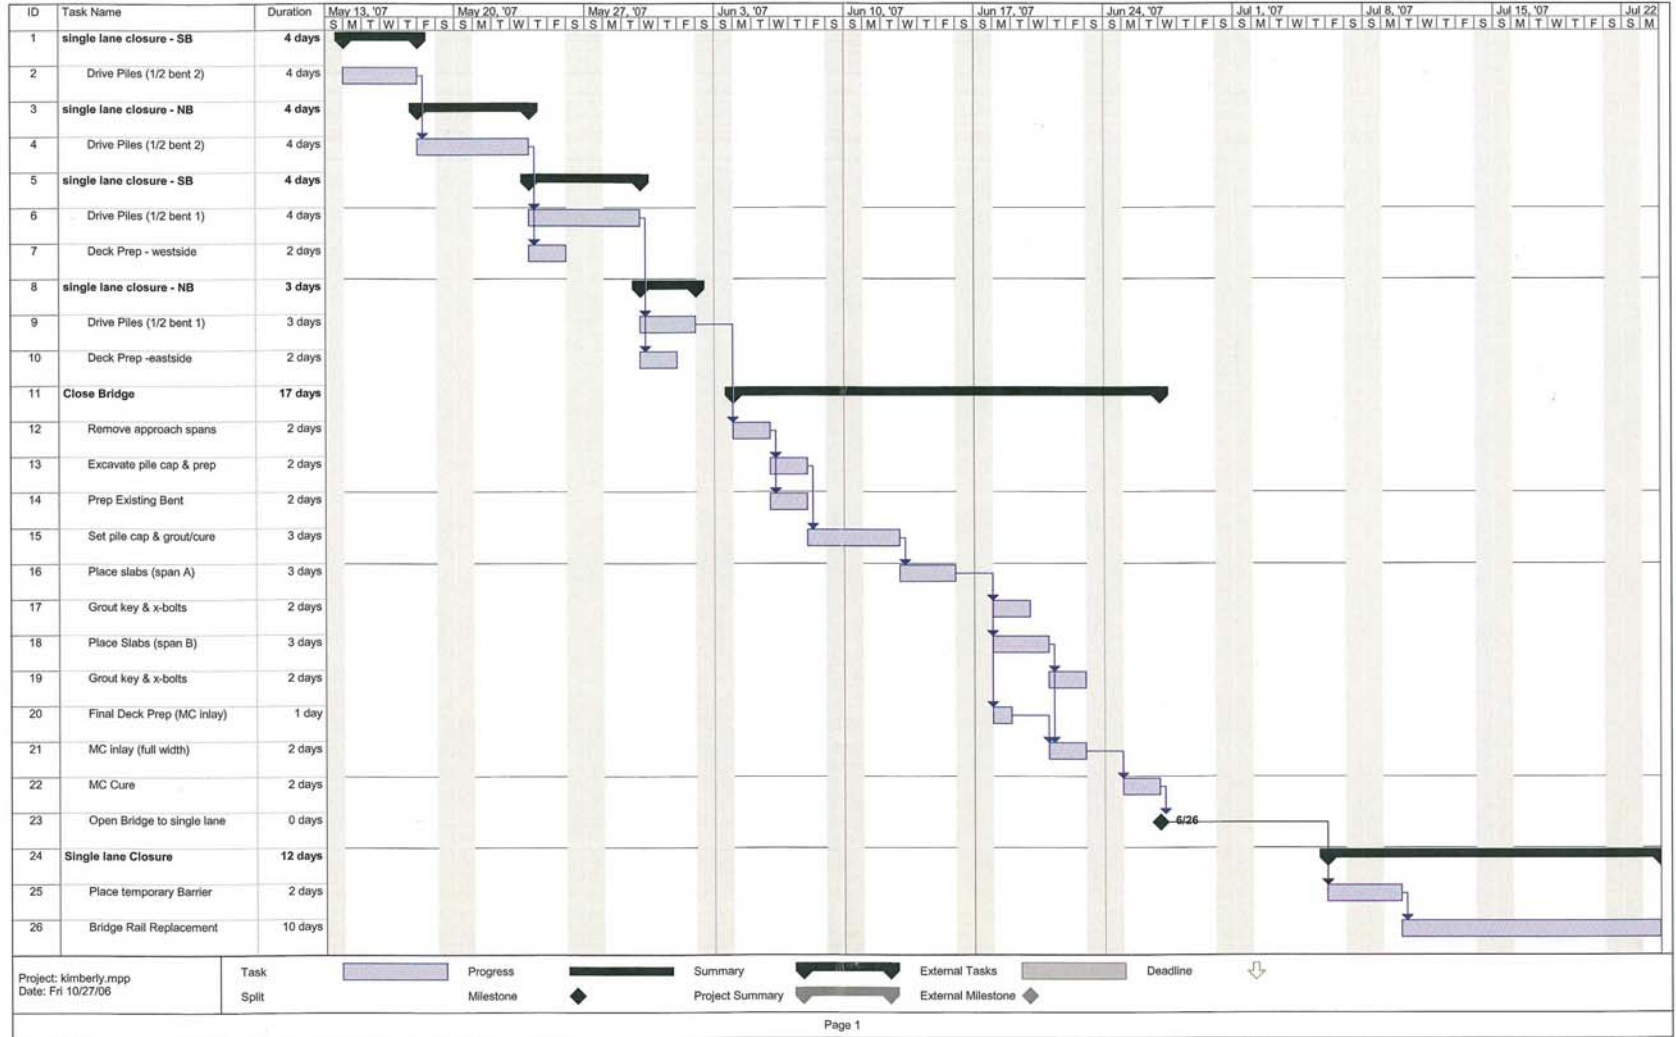 ID Task Name Duration May 13, '07 May 20, '07 May 27, '07 Jun 3, '07 Jun 10, '07 Jun 17, '07 Jun 24, '07 Jul 1, '07 Jul 8, '07 Jul 15, '07 Jul 22
S M T W T F S S M T W T F S S M T W T F S S M T W T F S S M T W T F S S M T W T F S S M T W T F S S M T W T F S S M T W T F S S M T W T F S S M
1 single lane closure - SB 4 days
2 Drive Piles (1/2 bent 2) 4 days
3 single lane closure - NB 4 days
4 Drive Piles (1/2 bent 2) 4 days
5 single lane closure - SB 4 days
6 Drive Piles (1/2 bent 1) 4 days
7 Deck Prep - westside 2 days
8 single lane closure - NB 3 days
9 Drive Piles (1/2 bent 1) 3 days
10 Deck Prep -eastside 2 days
11 Close Bridge 17 days
12 Remove approach spans 2 days
13 Excavate pile cap & prep 2 days
14 Prep Existing Bent 2 days
15 Set pile cap & grout/cure 3 days
16 Place slabs (span A) 3 days
17 Grout key & x-bolts 2 days
18 Place Slabs (span B) 3 days
19 Grout key & x-bolts 2 days
20 Final Deck Prep (MC inlay) 1 day
21 MC inlay (full width) 2 days
22 MC Cure 2 days
23 Open Bridge to single lane 0 days 6/26
24 Single lane Closure 12 days
25 Place temporary Barrier 2 days
26 Bridge Rail Replacement 10 days
Project: kimberly.mpp
Date: Fri 10/27/06
Task Progress Summary External Tasks Deadline
Split Milestone Project Summary External Milestone
Page 1